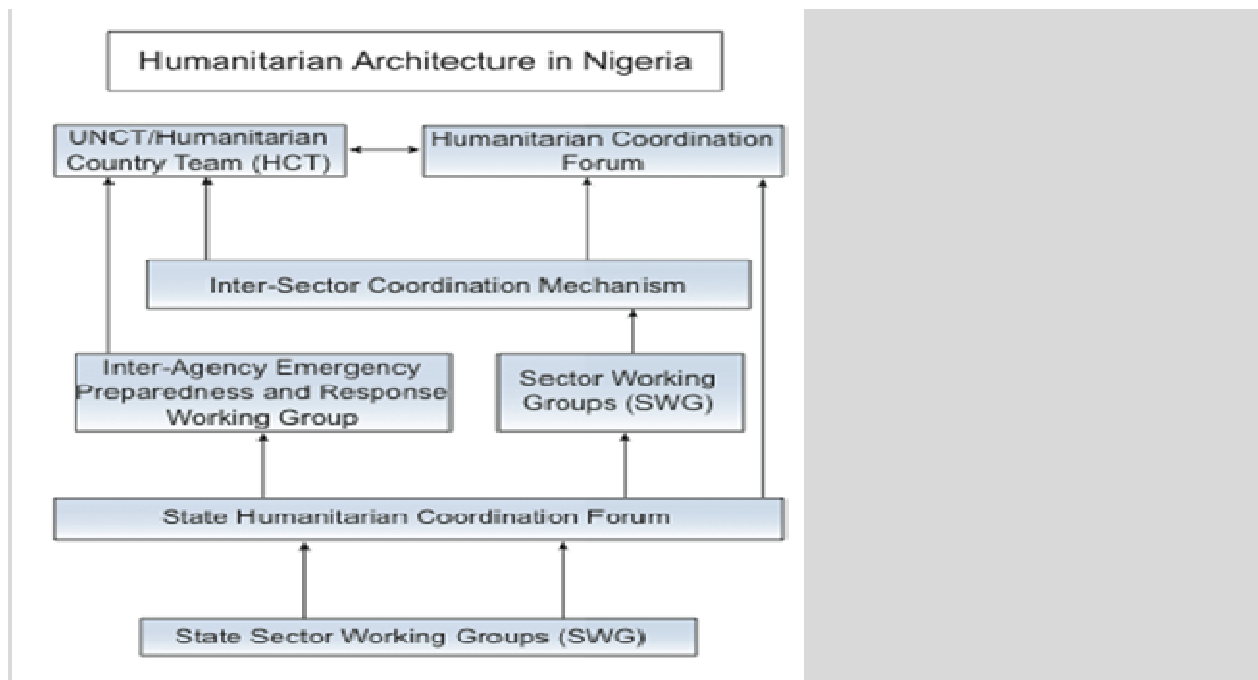 Humanitarian Architecture in Nigeria
UNCT/Humanitarian
Country Team (HCT)
Humanitarian Coordination
Forum
Inter-Sector Coordination Mechanism
Inter-Agency Emergency
Preparedness and Response
Working Group
Sector Working
Groups (SWG)
State Humanitarian Coordination Forum
State Sector Working Groups (SWG)